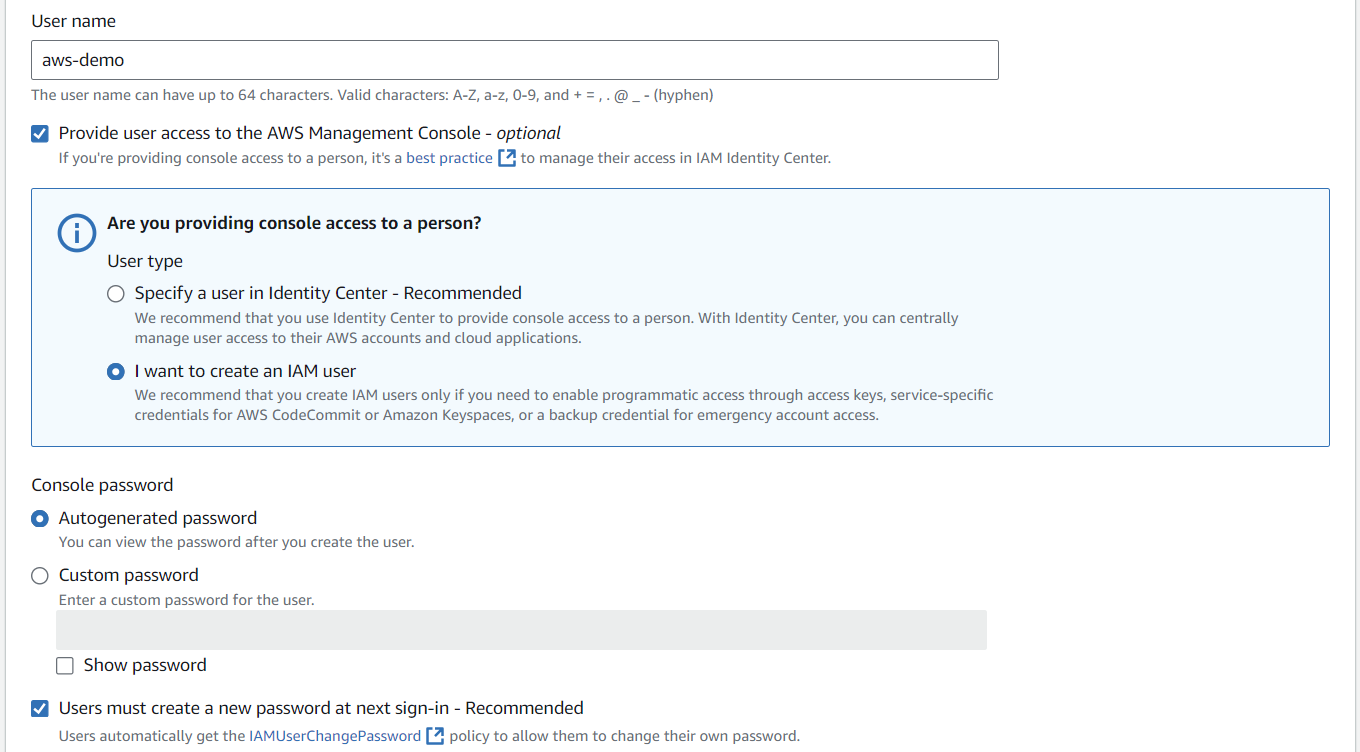 User name
aws-demo
The user name can have up to 64 characters. Valid characters: A-Z, a-z, 0-9, and + = , . @ _ - (hyphen)
Provide user access to the AWS Management Console - optional
If you're providing console access to a person, it's a best practice to manage their access in IAM Identity Center.
Are you providing console access to a person?
User type
Specify a user in Identity Center - Recommended
We recommend that you use Identity Center to provide console access to a person. With Identity Center, you can centrally
manage user access to their AWS accounts and cloud applications.
I want to create an IAM user
We recommend that you create IAM users only if you need to enable programmatic access through access keys, service-specific
credentials for AWS CodeCommit or Amazon Keyspaces, or a backup credential for emergency account access.
Console password
Autogenerated password
You can view the password after you create the user.
Custom password
Enter a custom password for the user.
Show password
Users must create a new password at next sign-in - Recommended
Users automatically get the IAMUserChangePassword policy to allow them to change their own password.